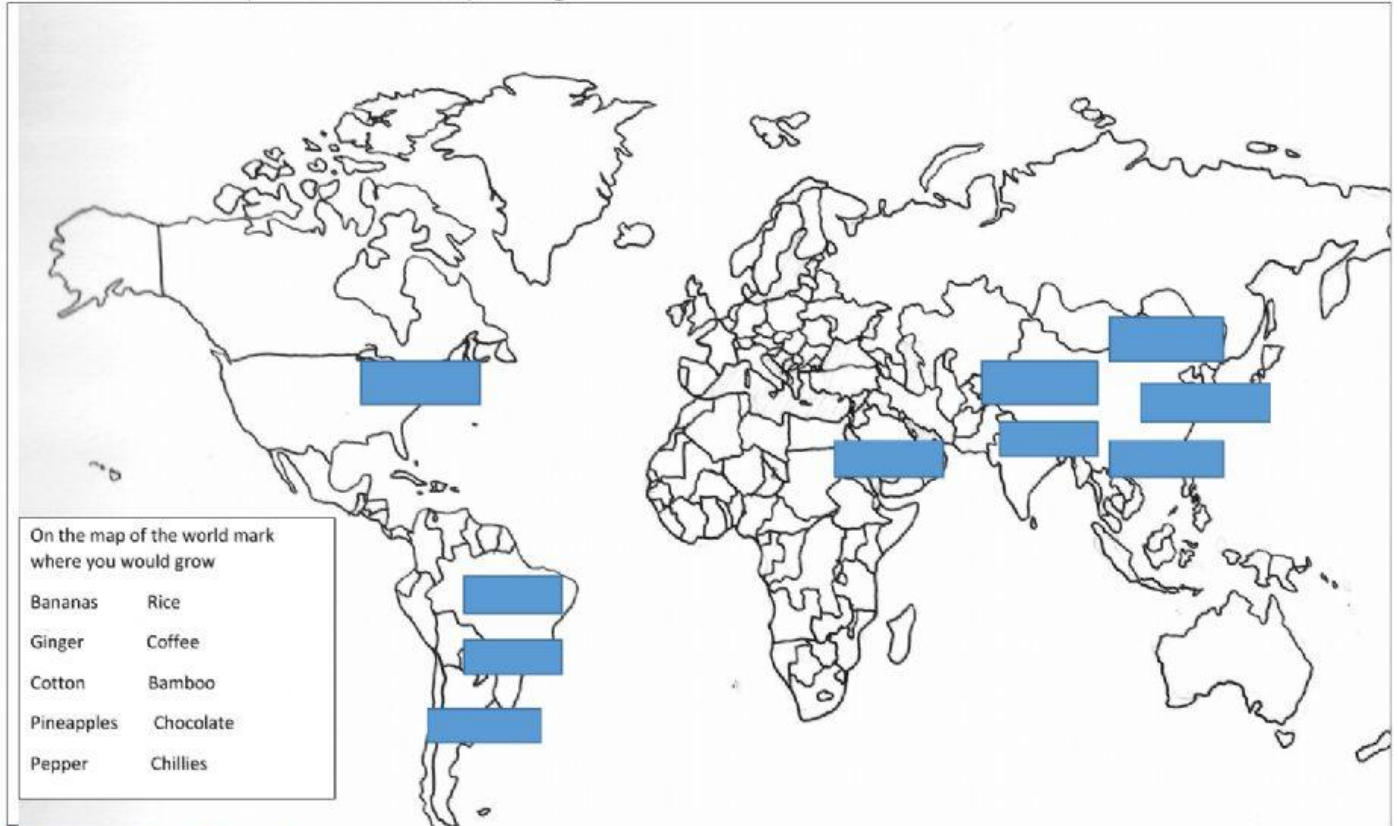 On the map of the world mark
where you would grow
Bananas Rice
Ginger Coffee
Cotton Bamboo
Pineapples Chocolate
Pepper Chillies